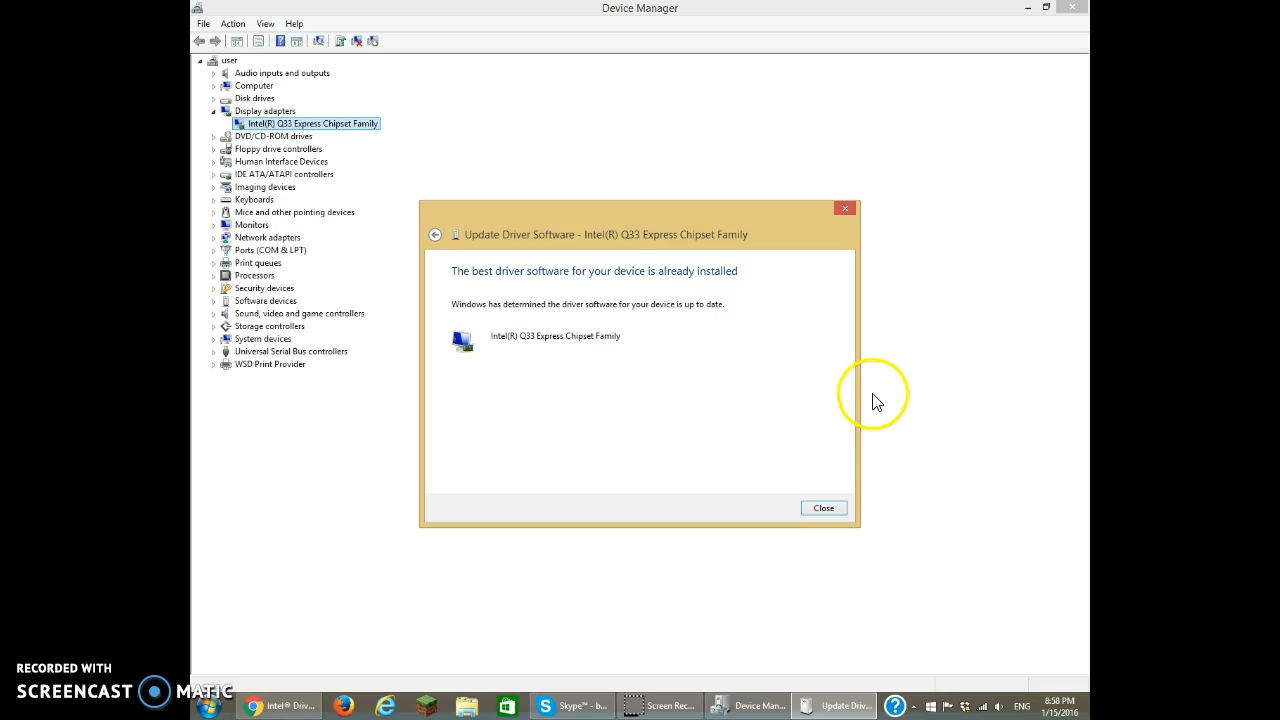 Device Manager
File Action View Help
user
Audio inputs and outputs
Computer
Disk drives
Display adapters
Intel(R) Q33 Express Chipset Family
DVD/CD-ROM drives
Floppy drive controllers
Human Interface Devices
IDE ATA/ATAPI controllers
Imaging devices
Keyboards
Mice and other pointing devices
Monitors
Network adapters
Ports (COM & LPT)
Print queues
Processors
Security devices
Software devices
Sound, video and game controllers
Storage controllers
System devices
Universal Serial Bus controllers
WSD Print Provider
Update Driver Software - Intel(R) Q33 Express Chipset Family
The best driver software for your device is already installed
Windows has determined the driver software for your device is up to date.
Intel(R) Q33 Express Chipset Family
Close
RECORDED WITH
SCREENCAST MATIC
Intel® Driv... Skype™ - b... Screen Rec... Device Man... Update Driv... ENG
8:58 PM
1/15/2016